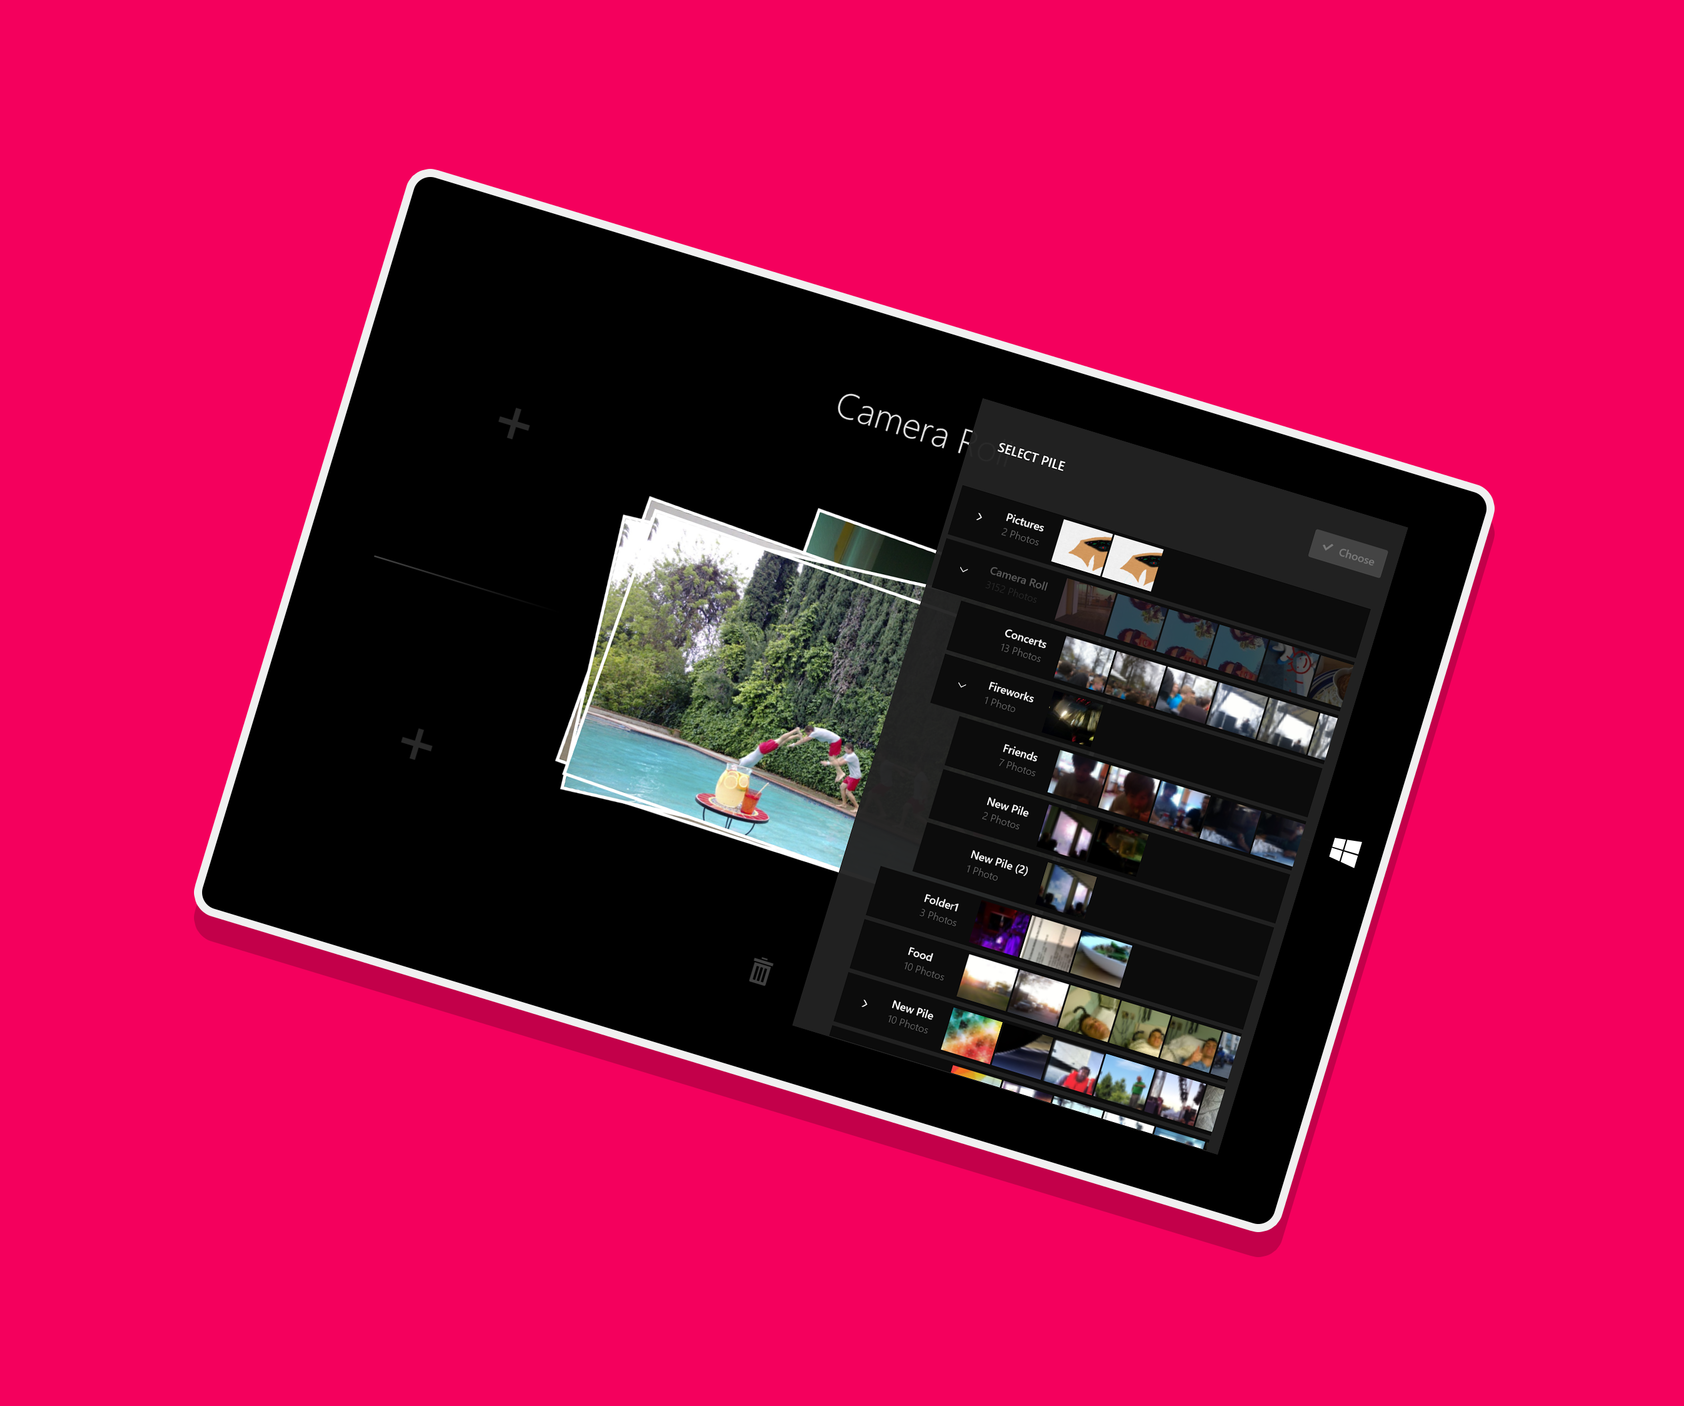 Camera Roll
SELECT PILE
Choose
Pictures
2 Photos
Camera Roll
3152 Photos
Concerts
13 Photos
Fireworks
1 Photo
Friends
7 Photos
New Pile
2 Photos
New Pile (2)
1 Photo
Folder1
3 Photos
Food
10 Photos
New Pile
10 Photos